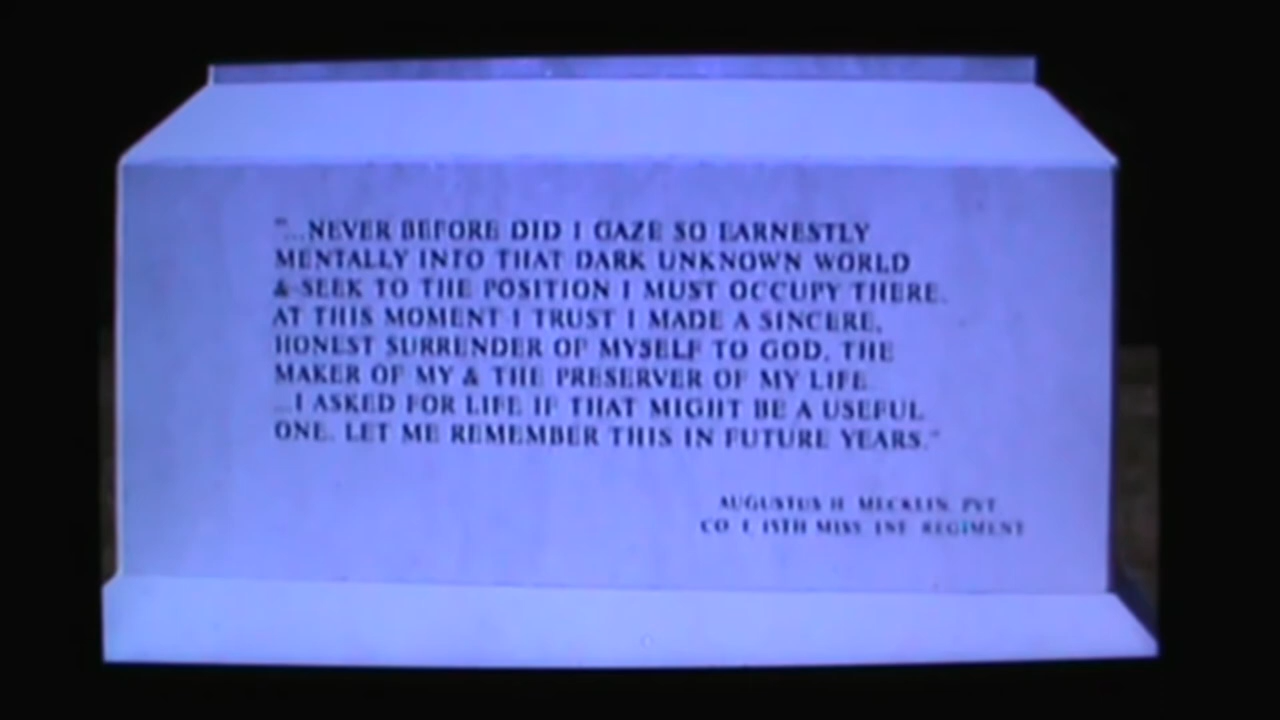 "...NEVER BEFORE DID I GAZE SO EARNESTLY
MENTALLY INTO THAT DARK UNKNOWN WORLD
& SEEK TO THE POSITION I MUST OCCUPY THERE.
AT THIS MOMENT I TRUST I MADE A SINCERE,
HONEST SURRENDER OF MYSELF TO GOD, THE
MAKER OF MY & THE PRESERVER OF MY LIFE
...I ASKED FOR LIFE IF THAT MIGHT BE A USEFUL
ONE. LET ME REMEMBER THIS IN FUTURE YEARS."
AUGUSTUS H. MECKLIN, PVT
CO I, 15TH MISS INF REGIMENT